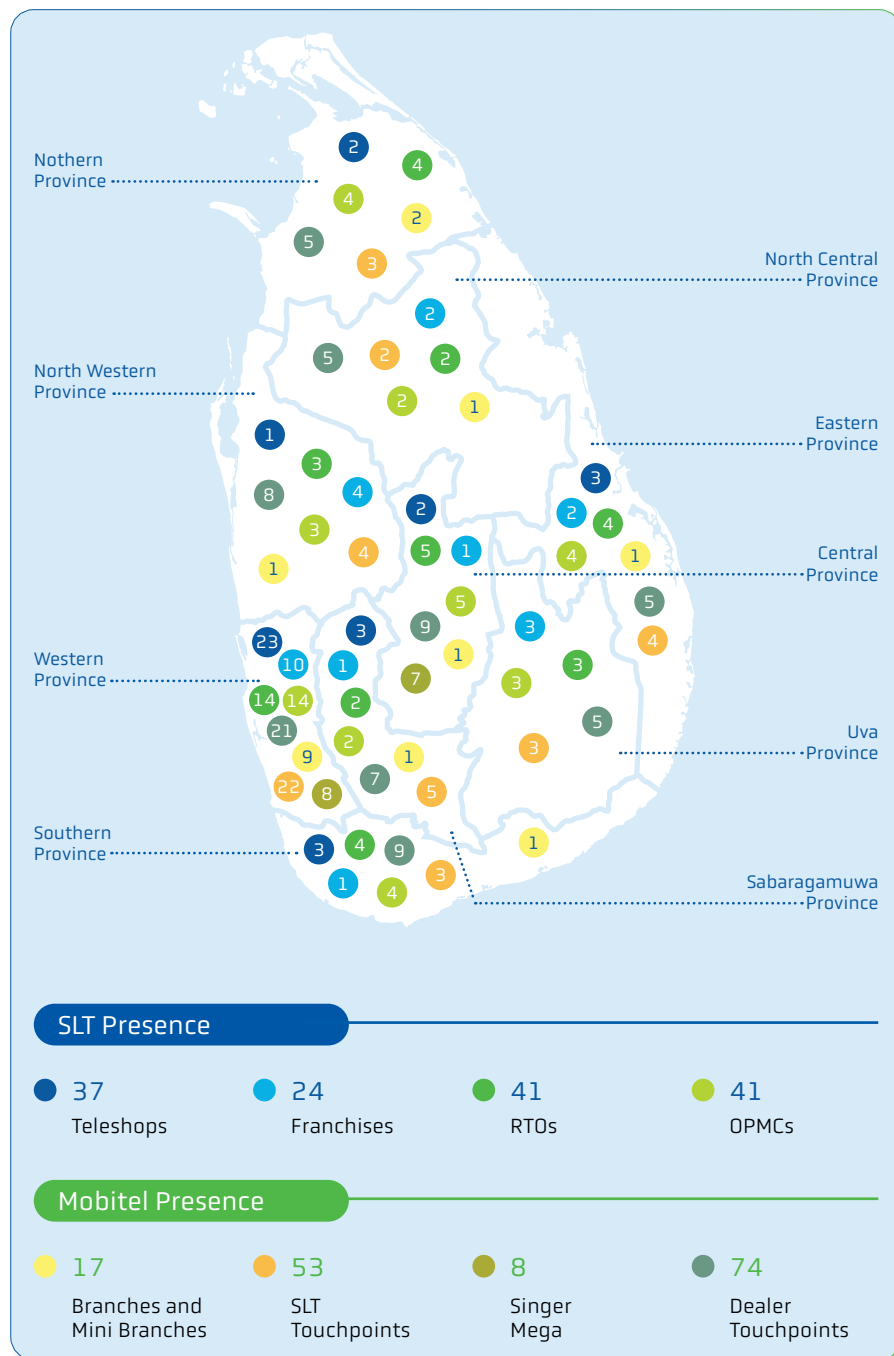 2
4
Nothern
Province
4
2
5
3
North Central
Province
2
5
2
2
North Western
Province
2
1
1
Eastern
Province
3
3
8
4
2
2
4
3
4
5
1
4
1
Central
Province
1
5
5
9
3
3
4
23
10
1
1
3
Western
Province
7
3
14
14
2
21
2
5
Uva
Province
9
1
3
7
22
8
5
Southern
Province
3
4
9
1
3
1
4
Sabaragamuwa
Province
SLT Presence
37
24
41
41
Teleshops
Franchises
RTOs
OPMCs
Mobitel Presence
17
53
8
74
Branches and
Mini Branches
SLT
Touchpoints
Singer
Mega
Dealer
Touchpoints